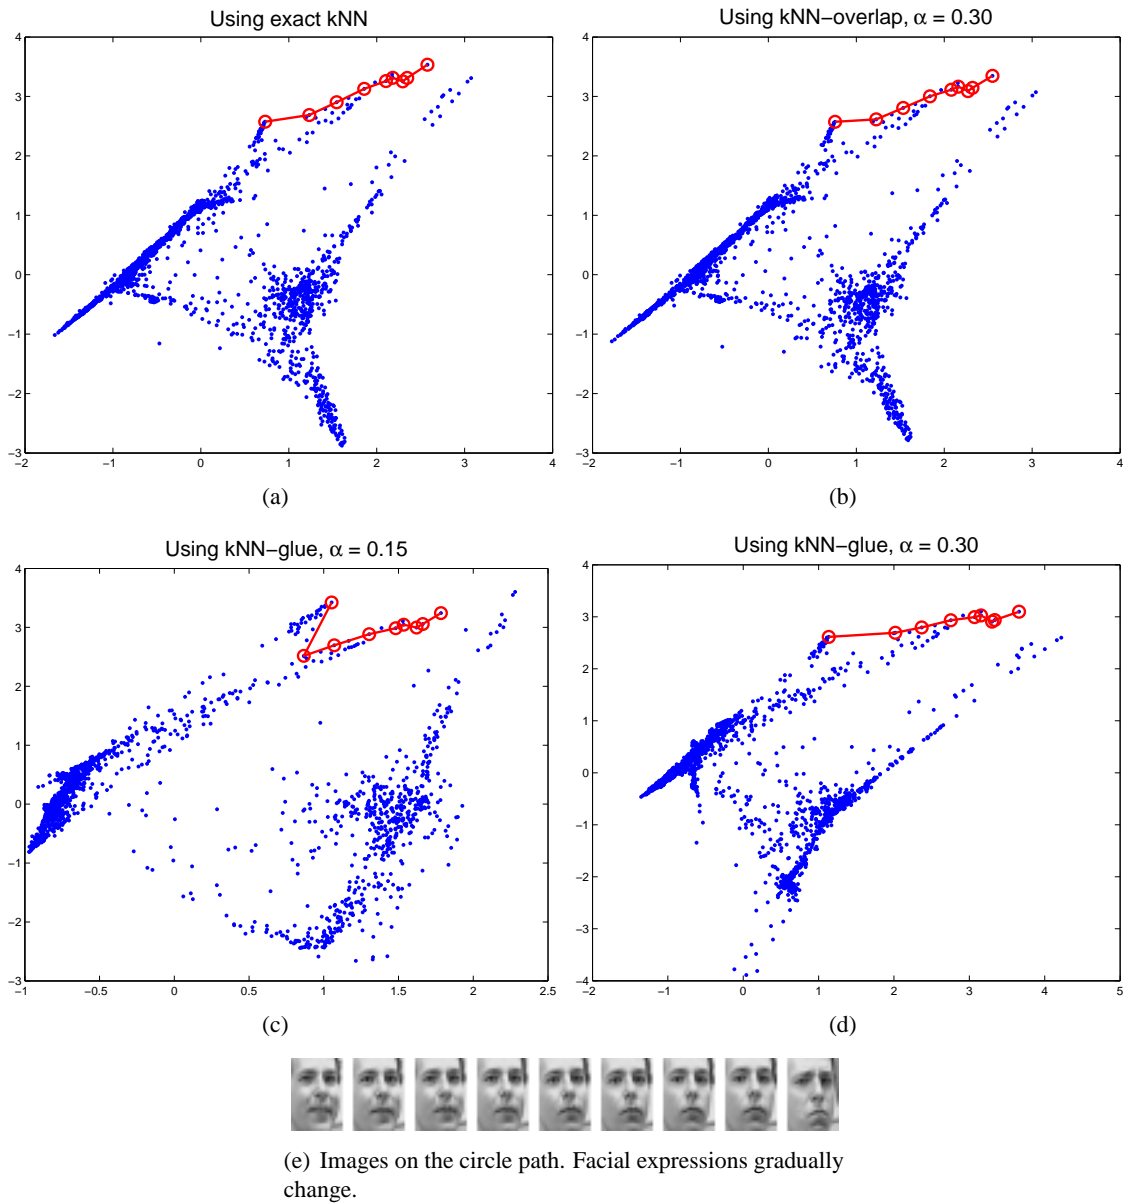 Using exact kNN
4
3
2
1
0
−1
−2
−3
−2 −1 0 1 2 3 4
(a)
Using kNN−overlap, α = 0.30
4
3
2
1
0
−1
−2
−3
−2 −1 0 1 2 3 4
(b)
Using kNN−glue, α = 0.15
4
3
2
1
0
−1
−2
−3
−1 −0.5 0 0.5 1 1.5 2 2.5
(c)
Using kNN−glue, α = 0.30
4
3
2
1
0
−1
−2
−3
−4
−2 −1 0 1 2 3 4 5
(d)
(e) Images on the circle path. Facial expressions gradually
change.